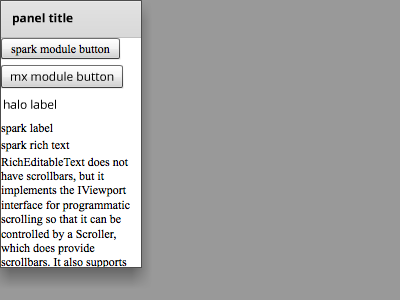 panel title
spark module button
mx module button
halo label
spark label
spark rich text
RichEditableText does not
have scrollbars, but it
implements the IViewport
interface for programmatic
scrolling so that it can be
controlled by a Scroller,
which does provide
scrollbars. It also supports